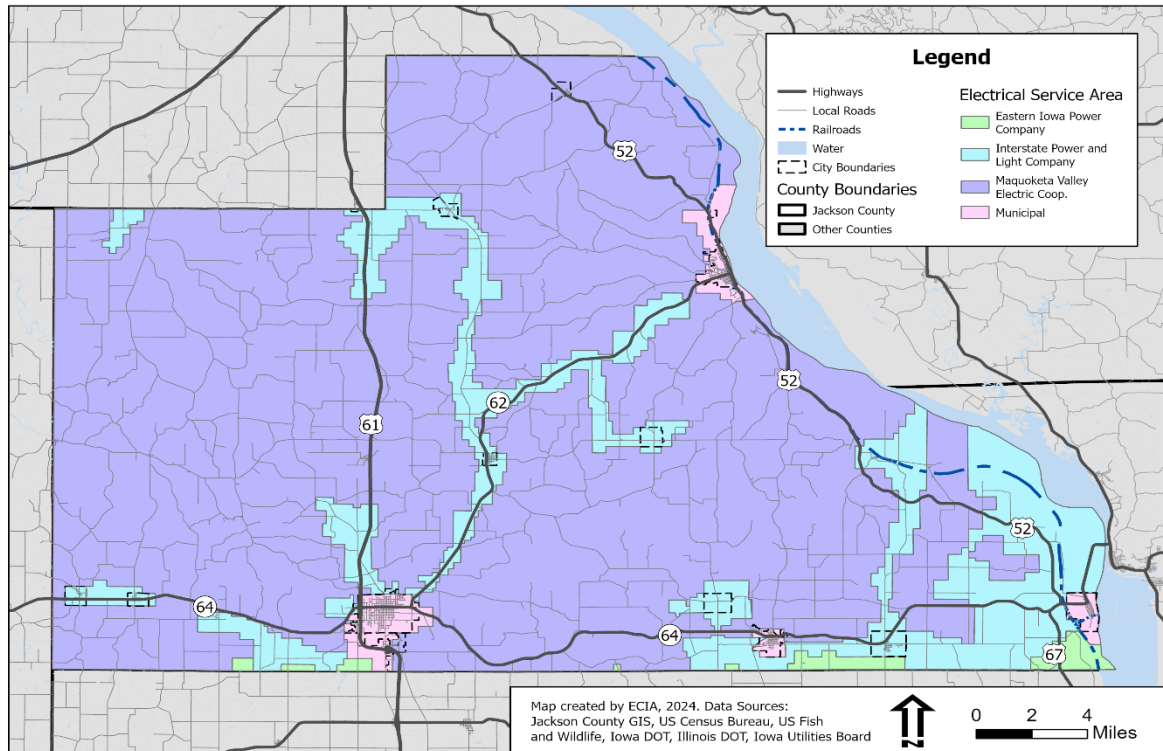 Legend
Highways
Local Roads
Railroads
Water
City Boundaries
County Boundaries
Jackson County
Other Counties
Electrical Service Area
Eastern Iowa Power
Company
Interstate Power and
Light Company
Maquoketa Valley
Electric Coop.
Municipal
52
61
62
52
52
64
64
67
Map created by ECIA, 2024. Data Sources:
Jackson County GIS, US Census Bureau, US Fish
and Wildlife, Iowa DOT, Illinois DOT, Iowa Utilities Board
N
0 2 4
Miles